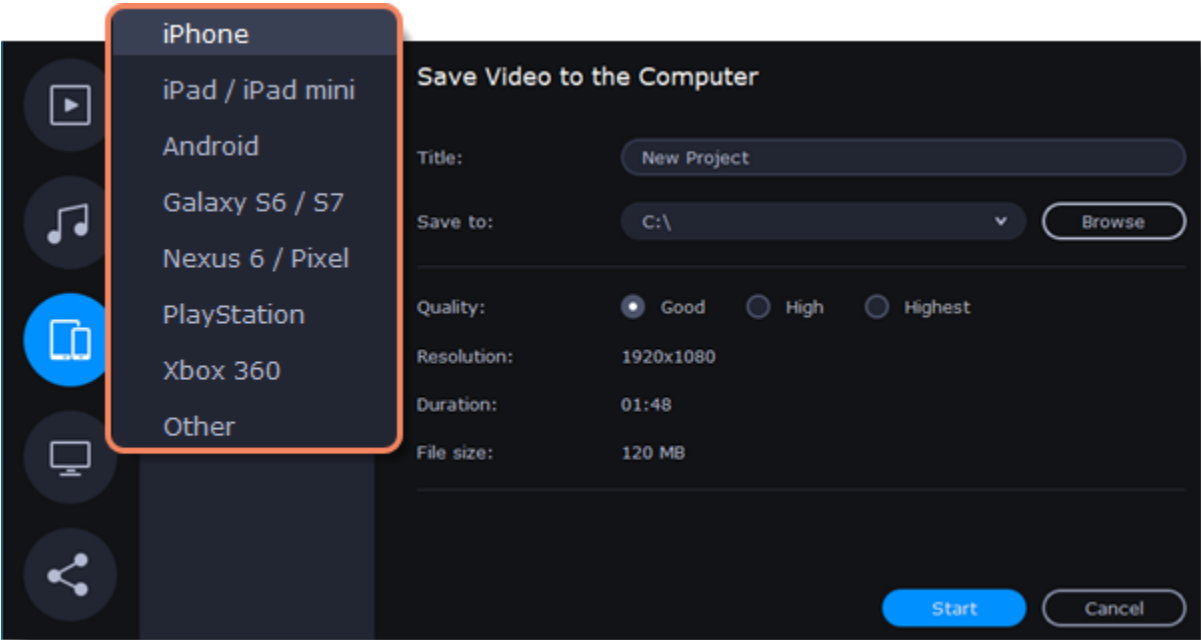 iPhone
iPad / iPad mini
Android
Galaxy S6 / S7
Nexus 6 / Pixel
PlayStation
Xbox 360
Other
Save Video to the Computer
Title: New Project
Save to: C:\ Browse
Quality: Good High Highest
Resolution: 1920x1080
Duration: 01:48
File size: 120 MB
Start Cancel